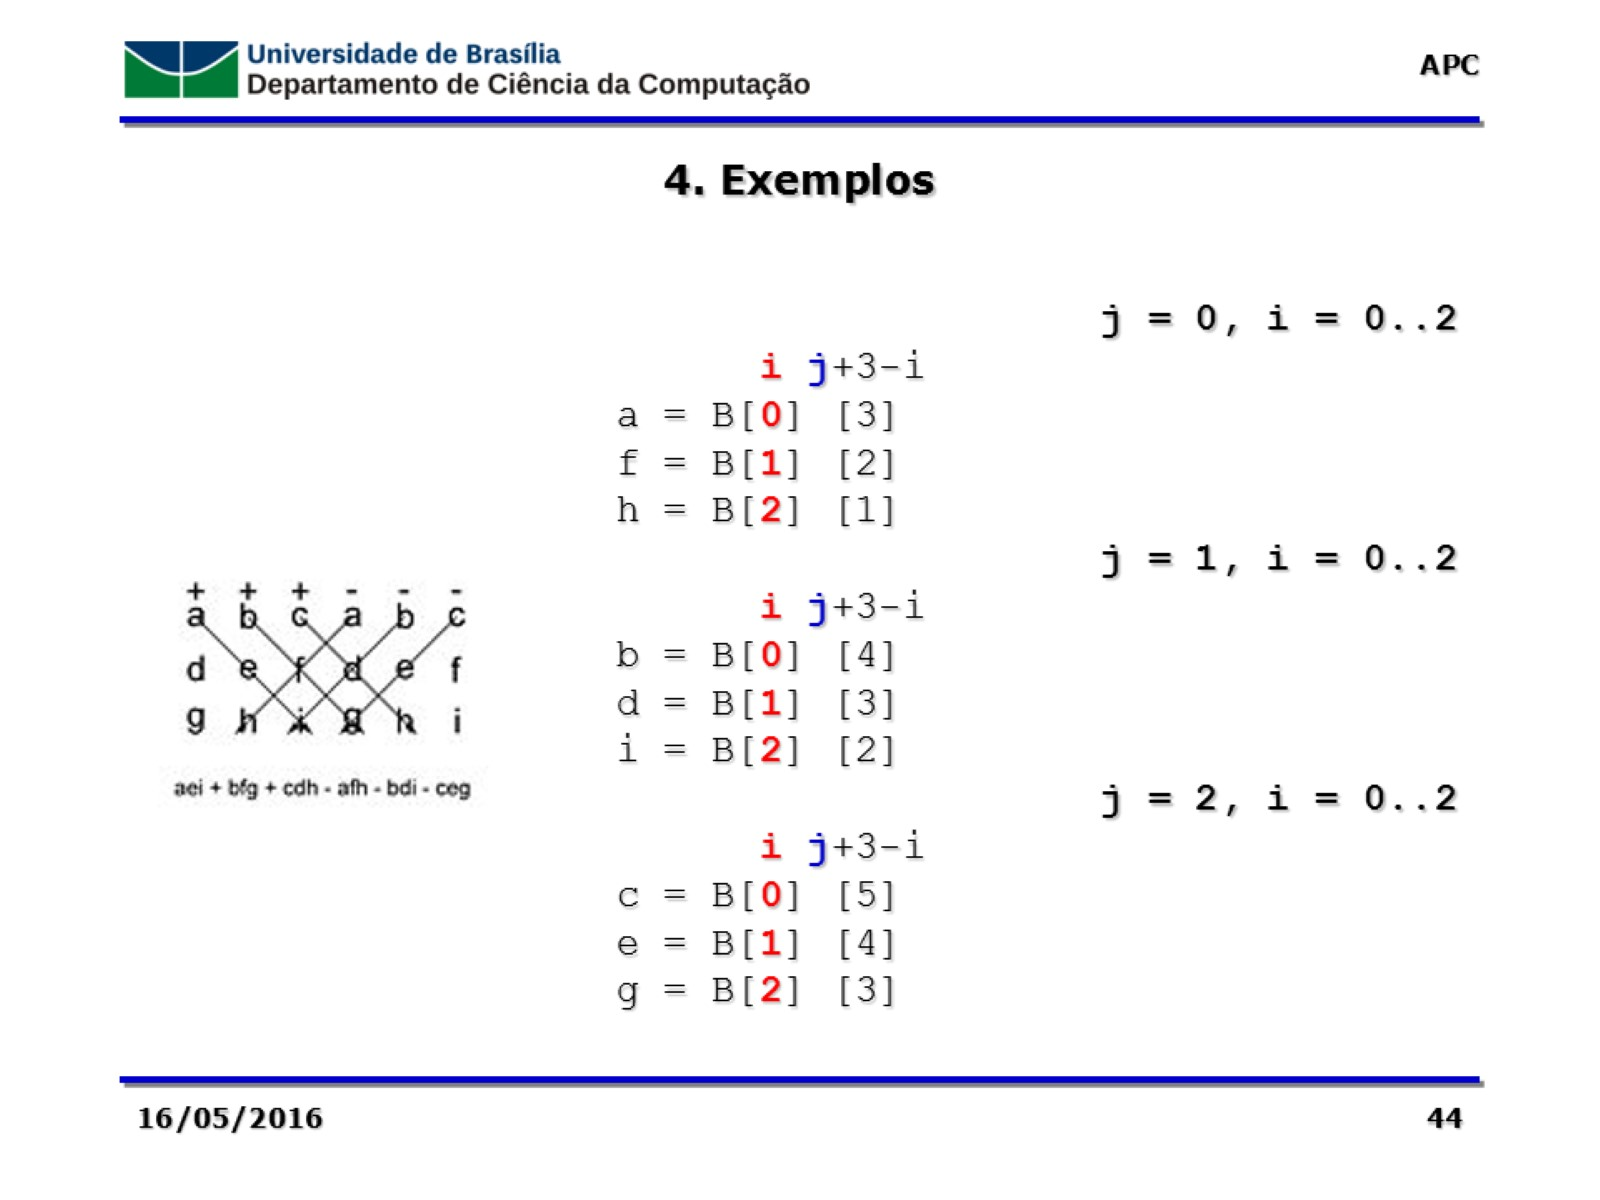 Universidade de Brasília
Departamento de Ciência da Computação
APC
4. Exemplos
j = 0, i = 0..2
i j+3-i
a = B[0] [3]
f = B[1] [2]
h = B[2] [1]
j = 1, i = 0..2
i j+3-i
b = B[0] [4]
d = B[1] [3]
i = B[2] [2]
j = 2, i = 0..2
i j+3-i
c = B[0] [5]
e = B[1] [4]
g = B[2] [3]
+ + + - - -
a b c a b c
d e f d e f
g h i g h i
aei + bfg + cdh - afh - bdi - ceg
16/05/2016
44